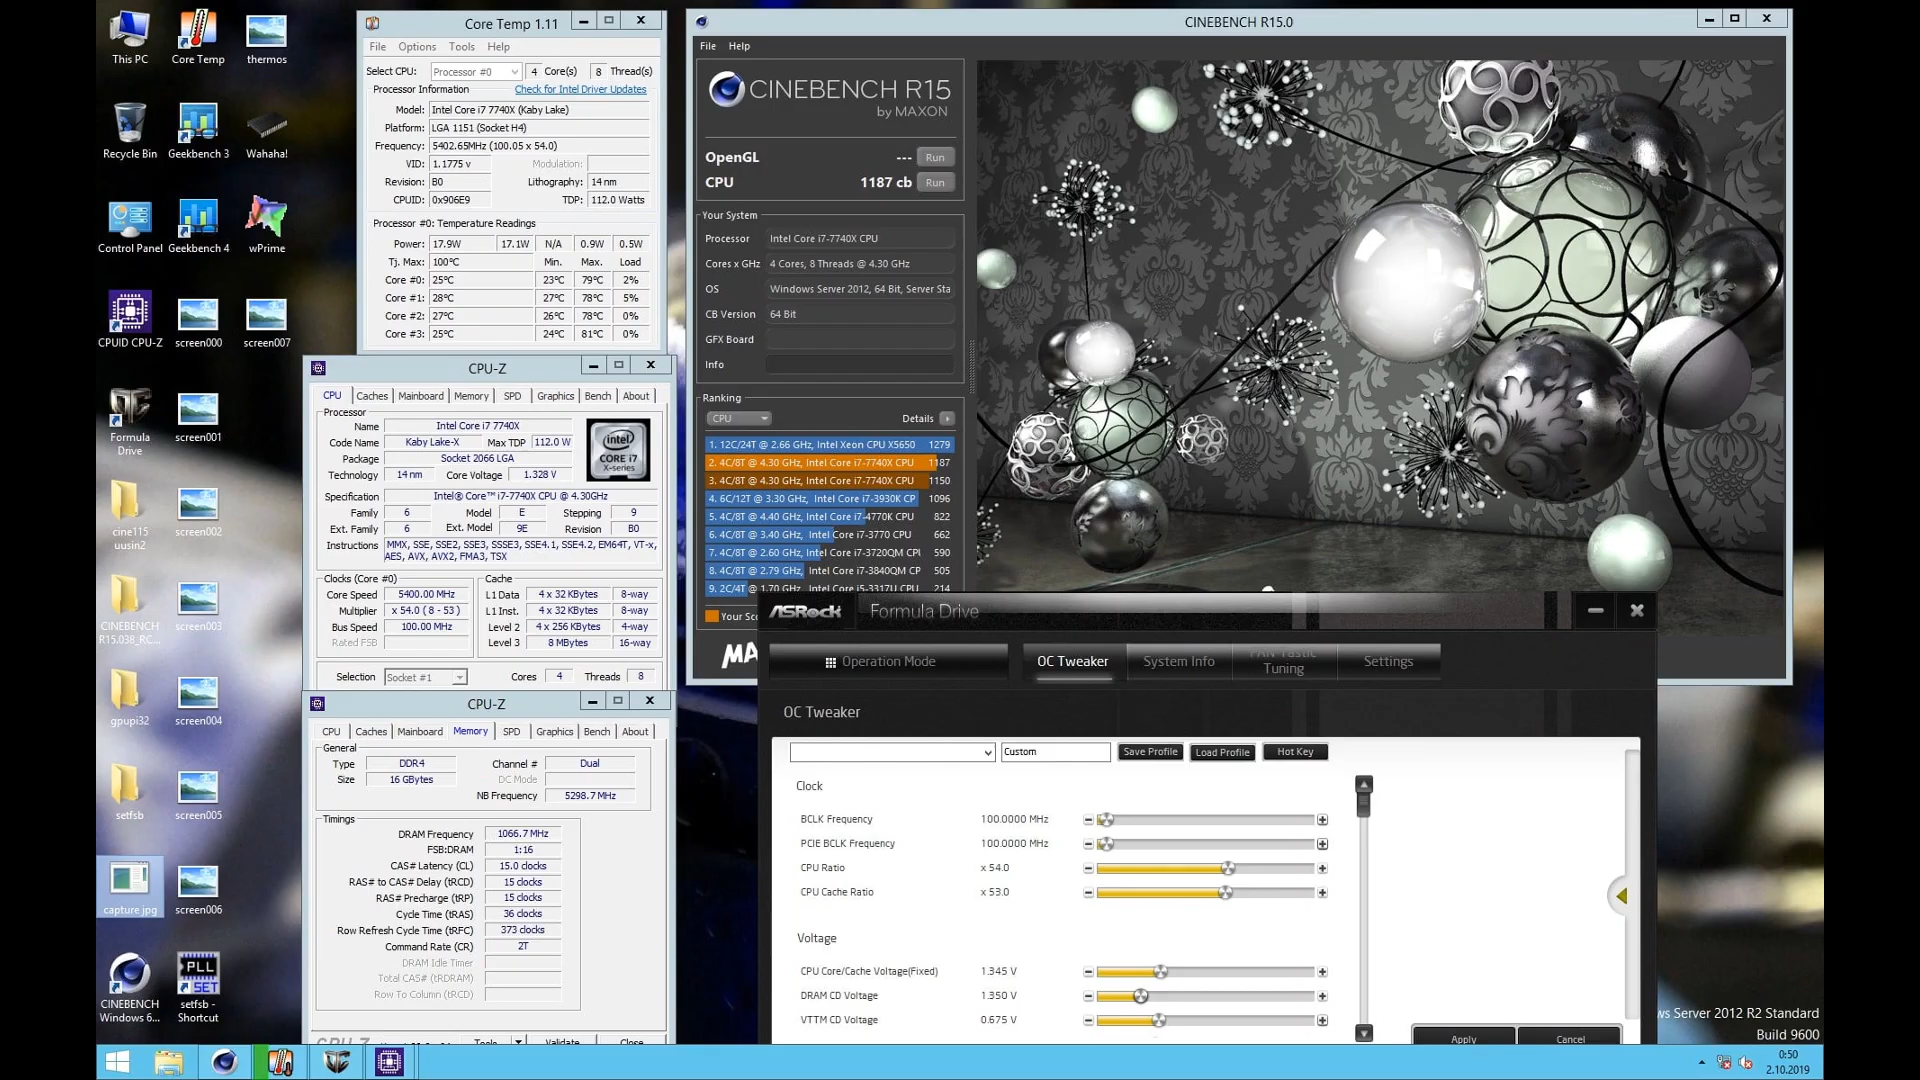 This PC
Core Temp
thermos
Recycle Bin
Geekbench 3
Wahaha!
Control Panel
Geekbench 4
wPrime
CPUID CPU-Z
screen000
screen007
Formula
Drive
screen001
cine115
uusin2
screen002
CINEBENCH
R15.038_RC...
screen003
gpupi32
screen004
setfsb
screen005
capture.jpg
screen006
CINEBENCH
Windows 6...
PLL
SET
setfsb -
Shortcut
Core Temp 1.11
File Options Tools Help
Select CPU: Processor #0 4 Core(s) 8 Thread(s)
Processor Information Check for Intel Driver Updates
Model: Intel Core i7 7740X (Kaby Lake)
Platform: LGA 1151 (Socket H4)
Frequency: 5402.65MHz (100.05 x 54.0)
VID: 1.1775 v Modulation:
Revision: B0 Lithography: 14 nm
CPUID: 0x906E9 TDP: 112.0 Watts
Processor #0: Temperature Readings
Power: 17.9W 17.1W N/A 0.9W 0.5W
Tj. Max: 100°C Min. Max. Load
Core #0: 25°C 23°C 79°C 2%
Core #1: 28°C 27°C 78°C 5%
Core #2: 27°C 26°C 78°C 0%
Core #3: 25°C 24°C 81°C 0%
CPU-Z
CPU Caches Mainboard Memory SPD Graphics Bench About
Processor
Name Intel Core i7 7740X
Code Name Kaby Lake-X Max TDP 112.0 W
Package Socket 2066 LGA
Technology 14 nm Core Voltage 1.328 V
intel
CORE i7
X-series
Specification Intel® Core™ i7-7740X CPU @ 4.30GHz
Family 6 Model E Stepping 9
Ext. Family 6 Ext. Model 9E Revision B0
Instructions MMX, SSE, SSE2, SSE3, SSSE3, SSE4.1, SSE4.2, EM64T, VT-x,
AES, AVX, AVX2, FMA3, TSX
Clocks (Core #0) Cache
Core Speed 5400.00 MHz L1 Data 4 x 32 KBytes 8-way
Multiplier x 54.0 ( 8 - 53 ) L1 Inst. 4 x 32 KBytes 8-way
Bus Speed 100.00 MHz Level 2 4 x 256 KBytes 4-way
Rated FSB Level 3 8 MBytes 16-way
Selection Socket #1 Cores 4 Threads 8
CPU-Z
CPU Caches Mainboard Memory SPD Graphics Bench About
General
Type DDR4 Channel # Dual
Size 16 GBytes DC Mode
NB Frequency 5298.7 MHz
Timings
DRAM Frequency 1066.7 MHz
FSB:DRAM 1:16
CAS# Latency (CL) 15.0 clocks
RAS# to CAS# Delay (tRCD) 15 clocks
RAS# Precharge (tRP) 15 clocks
Cycle Time (tRAS) 36 clocks
Row Refresh Cycle Time (tRFC) 373 clocks
Command Rate (CR) 2T
DRAM Idle Timer
Total CAS# (tRDRAM)
Row To Column (tRCD)
CPU-Z Tools Validate Close
CINEBENCH R15.0
File Help
CINEBENCH R15
by MAXON
OpenGL --- Run
CPU 1187 cb Run
Your System
Processor Intel Core i7-7740X CPU
Cores x GHz 4 Cores, 8 Threads @ 4.30 GHz
OS Windows Server 2012, 64 Bit, Server Sta
CB Version 64 Bit
GFX Board
Info
Ranking
CPU Details
1. 12C/24T @ 2.66 GHz, Intel Xeon CPU X5650 1279
2. 4C/8T @ 4.30 GHz, Intel Core i7-7740X CPU 1187
3. 4C/8T @ 4.30 GHz, Intel Core i7-7740X CPU 1150
4. 6C/12T @ 3.30 GHz, Intel Core i7-3930K CP 1096
5. 4C/8T @ 4.40 GHz, Intel Core i7-4770K CPU 822
6. 4C/8T @ 3.40 GHz, Intel Core i7-3770 CPU 662
7. 4C/8T @ 2.60 GHz, Intel Core i7-3720QM CPU 590
8. 4C/8T @ 2.79 GHz, Intel Core i7-3840QM CP 505
9. 2C/4T @ 1.70 GHz, Intel Core i5-3317U CPU 214
Your Sco
MA
ASRock Formula Drive
Operation Mode OC Tweaker System Info FAN-Tastic Tuning Settings
OC Tweaker
Custom Save Profile Load Profile Hot Key
Clock
BCLK Frequency 100.0000 MHz
PCIE BCLK Frequency 100.0000 MHz
CPU Ratio x 54.0
CPU Cache Ratio x 53.0
Voltage
CPU Core/Cache Voltage(Fixed) 1.345 V
DRAM CD Voltage 1.350 V
VTTM CD Voltage 0.675 V
Apply Cancel
ws Server 2012 R2 Standard
Build 9600
0:50
2.10.2019